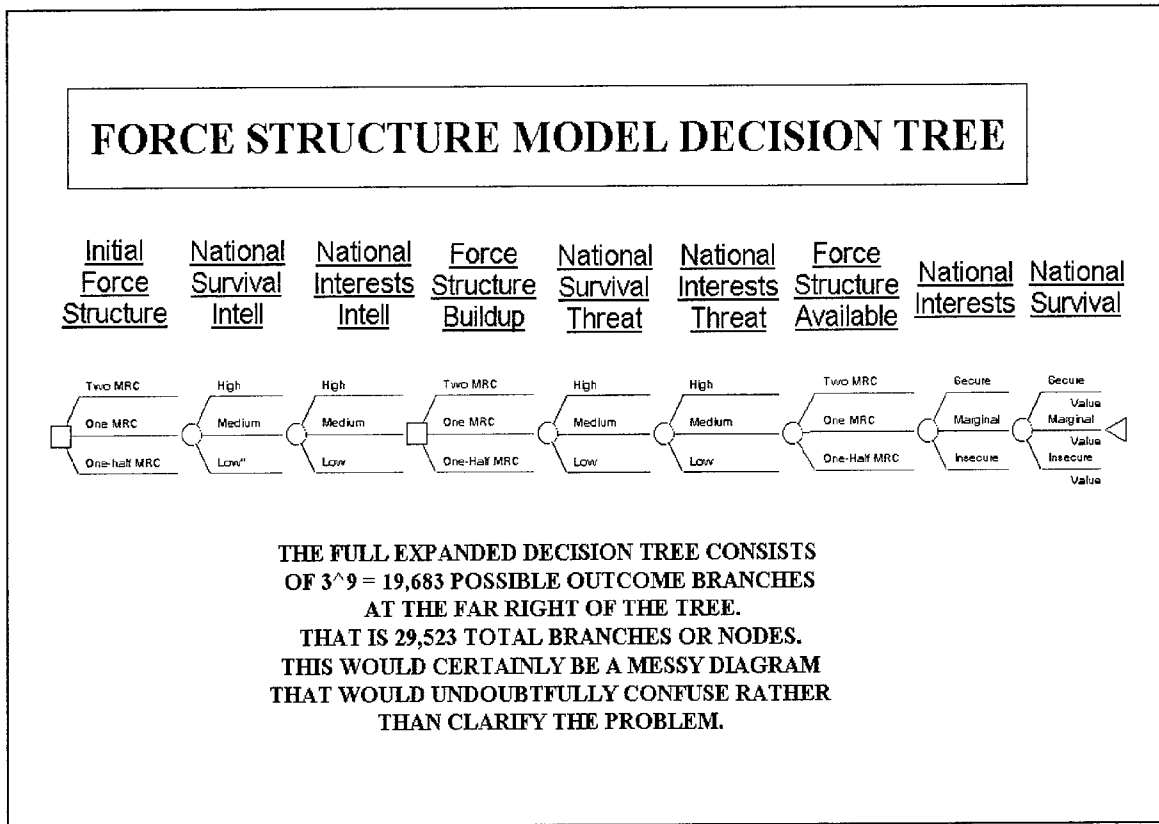 FORCE STRUCTURE MODEL DECISION TREE
Initial
Force
Structure
National
Survival
Intell
National
Interests
Intell
Force
Structure
Buildup
National
Survival
Threat
National
Interests
Threat
Force
Structure
Available
National
Interests
National
Survival
Two MRC
One MRC
One-half MRC
High
Medium
Low"
High
Medium
Low
Two MRC
One MRC
One-Half MRC
High
Medium
Low
High
Medium
Low
Two MRC
One MRC
One-Half MRC
Secure
Marginal
Insecure
Secure
Value
Marginal
Value
Insecure
Value
THE FULL EXPANDED DECISION TREE CONSISTS
OF 3^9 = 19,683 POSSIBLE OUTCOME BRANCHES
AT THE FAR RIGHT OF THE TREE.
THAT IS 29,523 TOTAL BRANCHES OR NODES.
THIS WOULD CERTAINLY BE A MESSY DIAGRAM
THAT WOULD UNDOUBTFULLY CONFUSE RATHER
THAN CLARIFY THE PROBLEM.